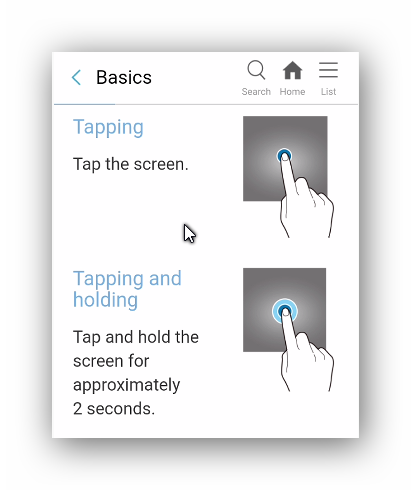 Basics
Search Home List
Tapping
Tap the screen.
Tapping and
holding
Tap and hold the
screen for
approximately
2 seconds.